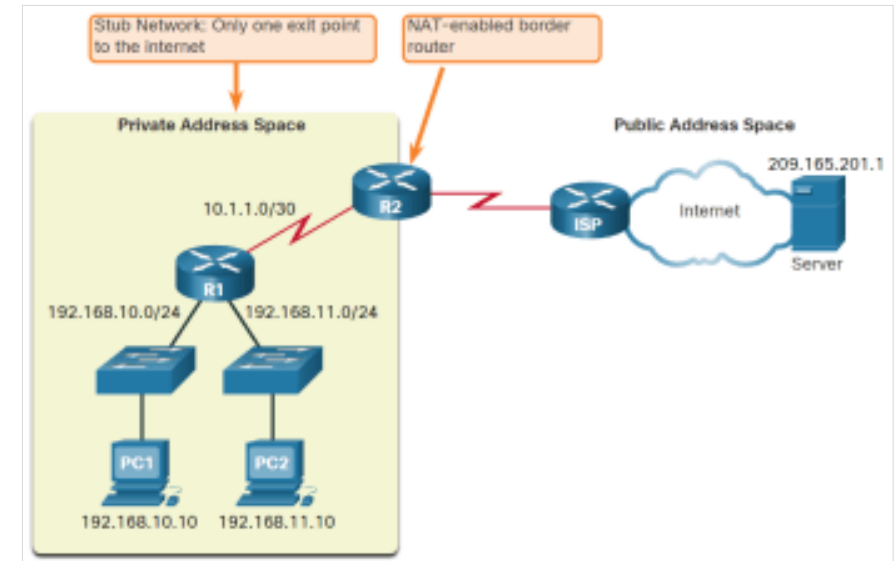 Stub Network: Only one exit point
to the internet
NAT-enabled border
router
Private Address Space
Public Address Space
209.165.201.1
R2
10.1.1.0/30
ISP
Internet
Server
R1
192.168.10.0/24
192.168.11.0/24
PC1
PC2
192.168.10.10
192.168.11.10